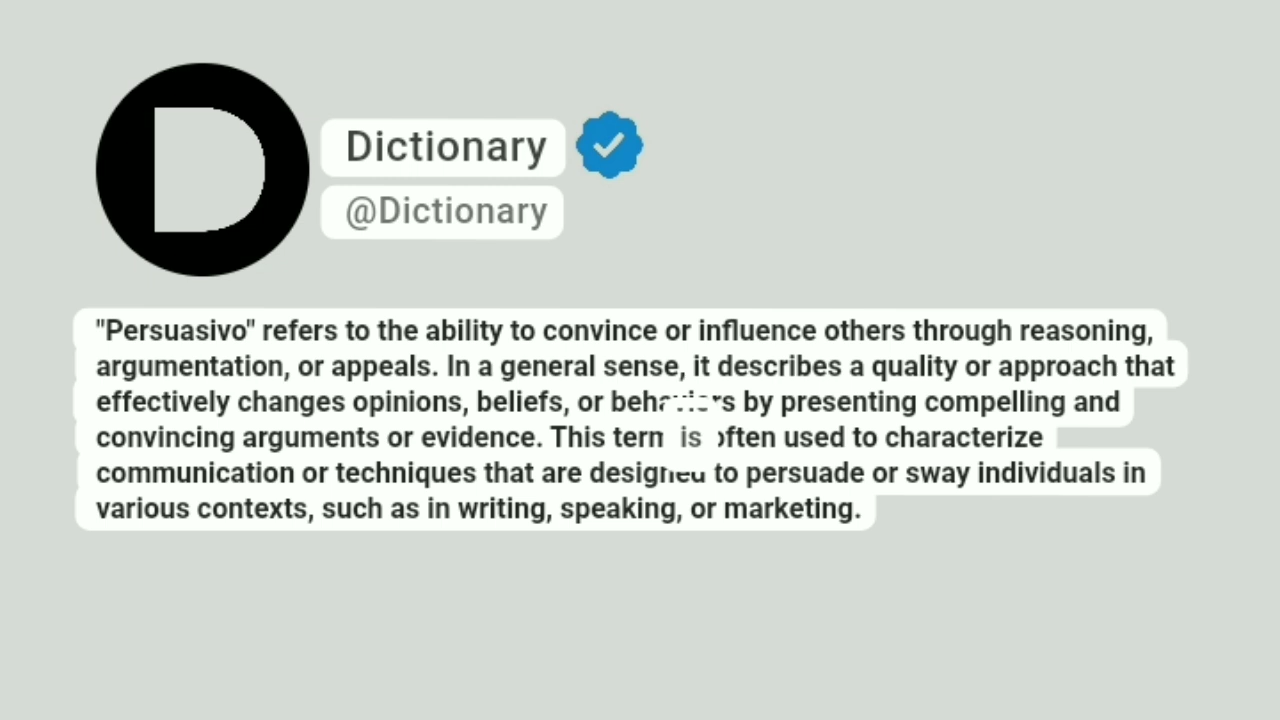 D
Dictionary
@Dictionary
"Persuasivo" refers to the ability to convince or influence others through reasoning,
argumentation, or appeals. In a general sense, it describes a quality or approach that
effectively changes opinions, beliefs, or behaviors by presenting compelling and
convincing arguments or evidence. This term is often used to characterize
communication or techniques that are designed to persuade or sway individuals in
various contexts, such as in writing, speaking, or marketing.